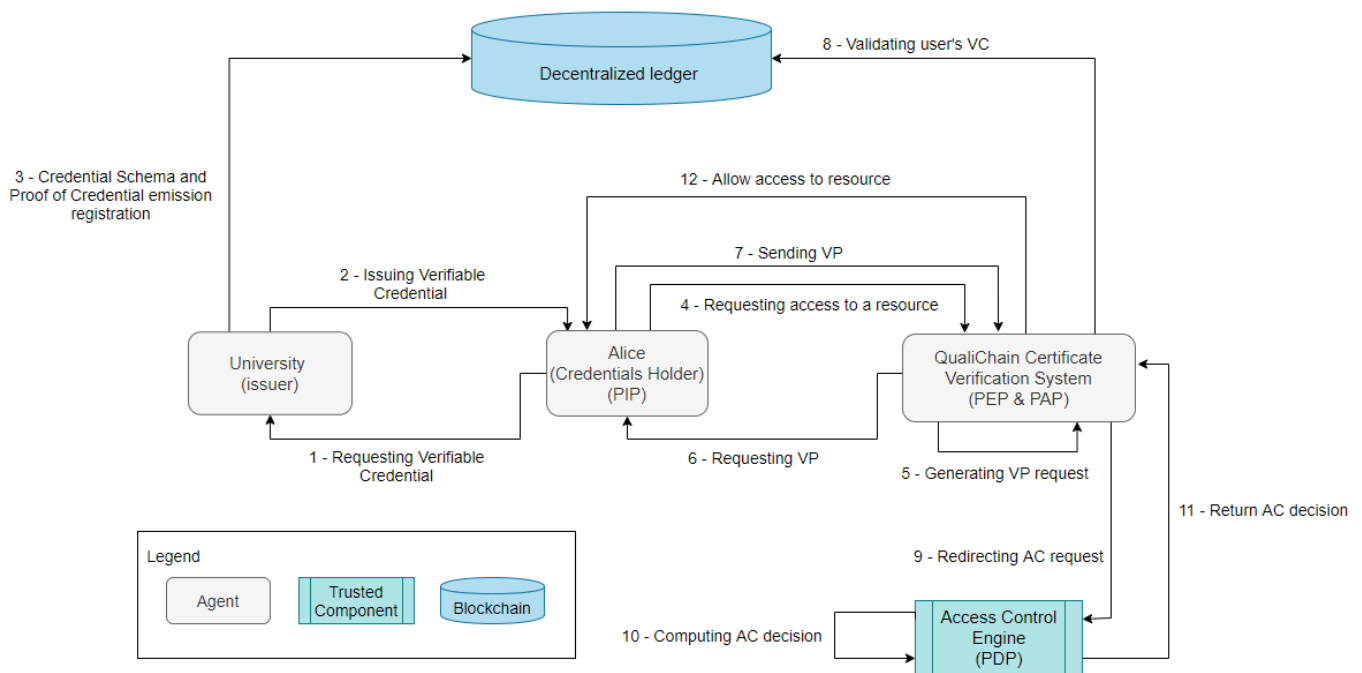 8 - Validating user's VC
Decentralized ledger
3 - Credential Schema and
Proof of Credential emission
registration
12 - Allow access to resource
7 - Sending VP
2 - Issuing Verifiable
Credential
4 - Requesting access to a resource
University
(issuer)
Alice
(Credentials Holder)
(PIP)
QualiChain Certificate
Verification System
(PEP & PAP)
1 - Requesting Verifiable
Credential
6 - Requesting VP
5 - Generating VP request
11 - Return AC decision
9 - Redirecting AC request
Legend
Agent
Trusted
Component
Blockchain
10 - Computing AC decision
Access Control
Engine
(PDP)